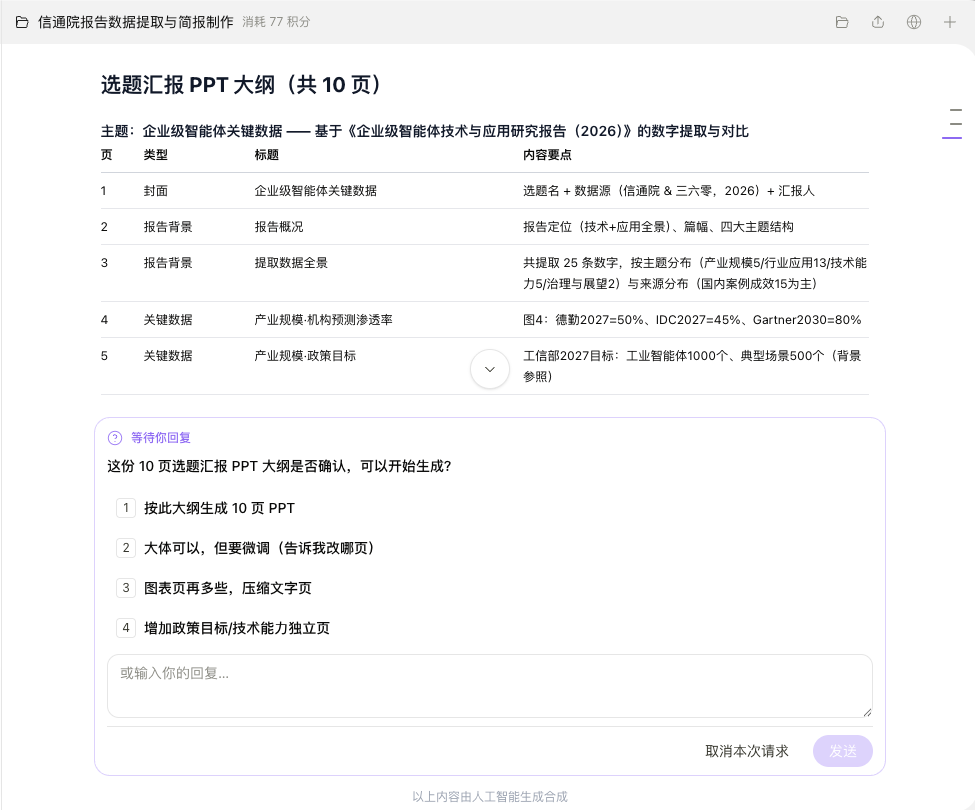 信通院报告数据提取与简报制作 消耗 77 积分
选题汇报 PPT 大纲（共 10 页）
主题：企业级智能体关键数据 —— 基于《企业级智能体技术与应用研究报告（2026）》的数字提取与对比
页 类型 标题 内容要点
1 封面 企业级智能体关键数据 选题名 + 数据源（信通院 & 三六零，2026）+ 汇报人
2 报告背景 报告概况 报告定位（技术+应用全景）、篇幅、四大主题结构
3 报告背景 提取数据全景 共提取 25 条数字，按主题分布（产业规模5/行业应用13/技术能
力5/治理与展望2）与来源分布（国内案例成效15为主）
4 关键数据 产业规模·机构预测渗透率 图4：德勤2027=50%、IDC2027=45%、Gartner2030=80%
5 关键数据 产业规模·政策目标 工信部2027目标：工业智能体1000个、典型场景500个（背景
参照）
等待你回复
这份 10 页选题汇报 PPT 大纲是否确认，可以开始生成？
1 按此大纲生成 10 页 PPT
2 大体可以，但要微调（告诉我改哪页）
3 图表页再多些，压缩文字页
4 增加政策目标/技术能力独立页
或输入你的回复...
取消本次请求 发送
以上内容由人工智能生成合成